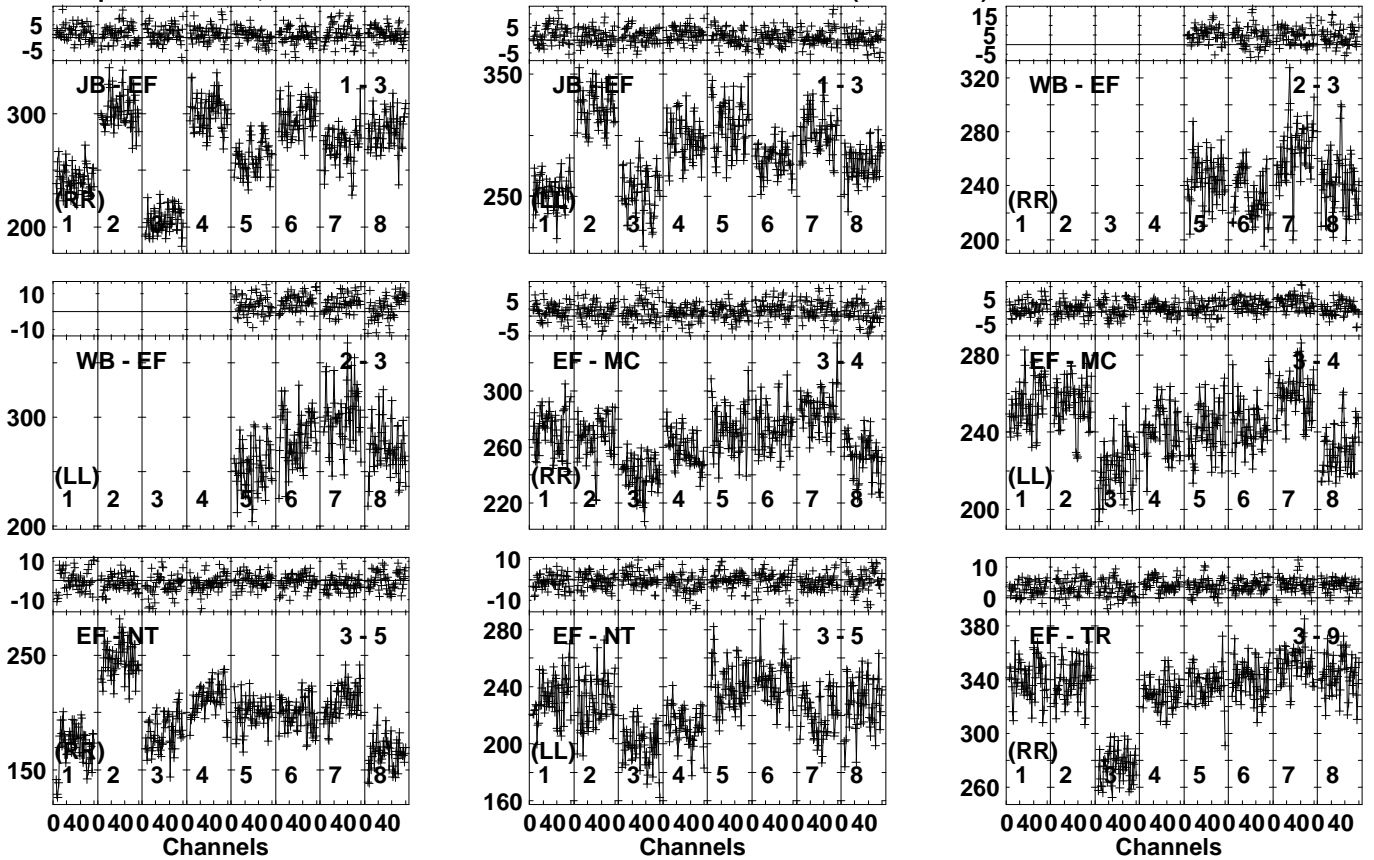 5 -5
JB - EF 1 - 3
300 200
(RR)
1 2 3 4 5 6 7 8
5 -5
JB - EF 1 - 3
350 250
(LL)
1 2 3 4 5 6 7 8
15 5 -5
WB - EF 2 - 3
320 280 240 200
(RR)
1 2 3 4 5 6 7 8
10 -10
WB - EF 2 - 3
300 200
(LL)
1 2 3 4 5 6 7 8
5 -5
EF - MC 3 - 4
300 260 220
(RR)
1 2 3 4 5 6 7 8
5 -5
EF - MC 3 - 4
280 240 200
(LL)
1 2 3 4 5 6 7 8
10 -10
EF - NT 3 - 5
250 150
(RR)
1 2 3 4 5 6 7 8
0 40 0 40 0 40 0 40 0 40 0 40 0 40 0 40
Channels
10 -10
EF - NT 3 - 5
280 240 200 160
(LL)
1 2 3 4 5 6 7 8
0 40 0 40 0 40 0 40 0 40 0 40 0 40 0 40
Channels
10 0
EF - TR 3 - 9
380 340 300 260
(RR)
1 2 3 4 5 6 7 8
0 40 0 40 0 40 0 40 0 40 0 40 0 40 0 40
Channels